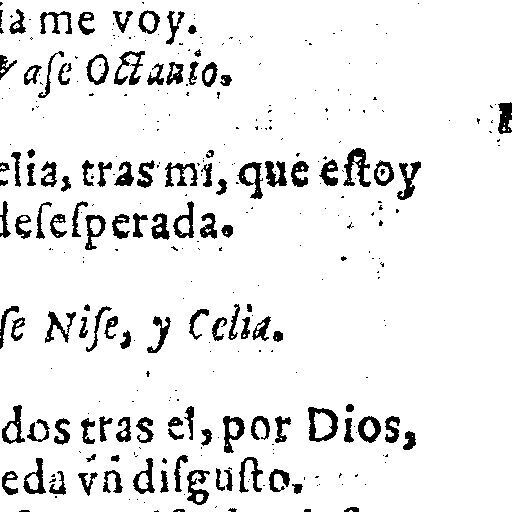 ia me voy.
Vase Octauio.
elia, tras mi, que estoy
desesperada.
se Nise, y Celia.
dos tras el, por Dios,
eda vn disgusto.